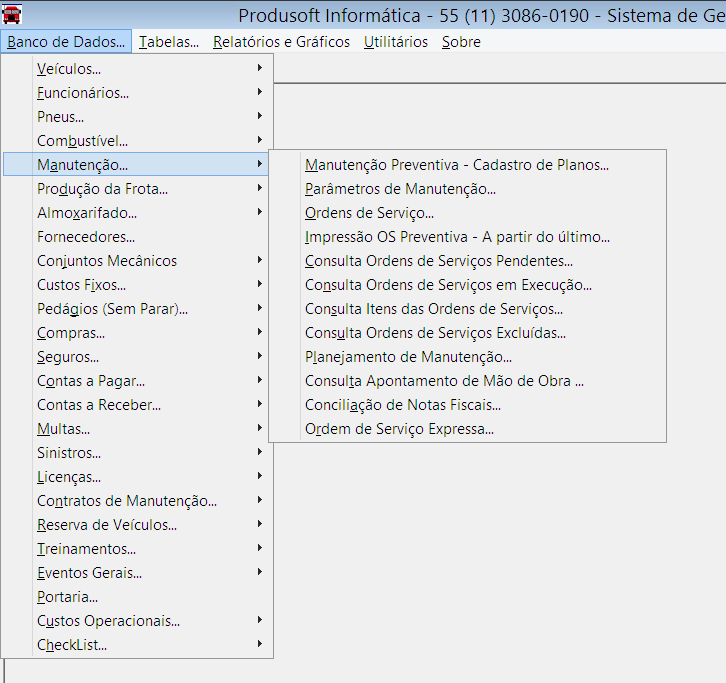 Produsoft Informática - 55 (11) 3086-0190 - Sistema de Ge
Banco de Dados... Tabelas... Relatórios e Gráficos Utilitários Sobre
Veículos...
Funcionários...
Pneus...
Combustível...
Manutenção...
Produção da Frota...
Almoxarifado...
Fornecedores...
Conjuntos Mecânicos
Custos Fixos...
Pedágios (Sem Parar)...
Compras...
Seguros...
Contas a Pagar...
Contas a Receber...
Multas...
Sinistros...
Licenças...
Contratos de Manutenção...
Reserva de Veículos...
Treinamentos...
Eventos Gerais...
Portaria...
Custos Operacionais...
CheckList...
Manutenção Preventiva - Cadastro de Planos...
Parâmetros de Manutenção...
Ordens de Serviço...
Impressão OS Preventiva - A partir do último...
Consulta Ordens de Serviços Pendentes...
Consulta Ordens de Serviços em Execução...
Consulta Itens das Ordens de Serviços...
Consulta Ordens de Serviços Excluídas...
Planejamento de Manutenção...
Consulta Apontamento de Mão de Obra ...
Conciliação de Notas Fiscais...
Ordem de Serviço Expressa...